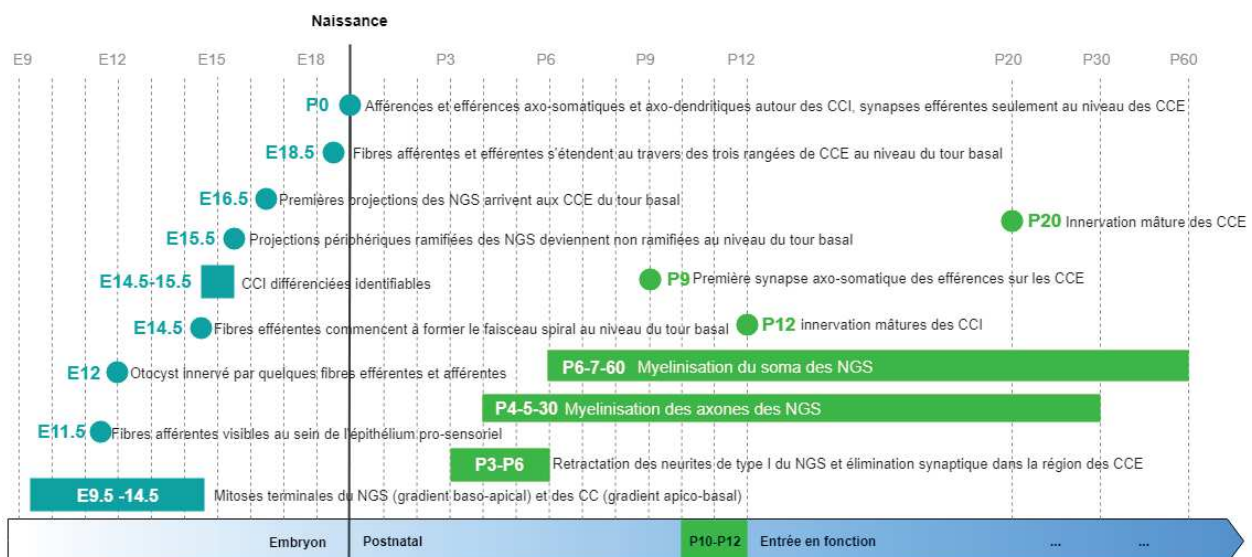 Naissance
E9 E12 E15 E18 P3 P6 P9 P12 P20 P30 P60
P0 Afférences et efférences axo-somatiques et axo-dendritiques autour des CCI, synapses efférentes seulement au niveau des CCE
E18.5 Fibres afférentes et efférentes s'étendent au travers des trois rangées de CCE au niveau du tour basal
E16.5 Premières projections des NGS arrivent aux CCE du tour basal
P20 Innervation mâture des CCE
E15.5 Projections périphériques ramifiées des NGS deviennent non ramifiées au niveau du tour basal
E14.5-15.5 CCI différenciées identifiables
P9 Première synapse axo-somatique des efférences sur les CCE
E14.5 Fibres efférentes commencent à former le faisceau spiral au niveau du tour basal
P12 innervation mâtures des CCI
E12 Otocyst innervé par quelques fibres efférentes et afférentes
P6-7-60 Myelinisation du soma des NGS
P4-5-30 Myelinisation des axones des NGS
E11.5 Fibres afférentes visibles au sein de l'épithélium pro-sensoriel
P3-P6 Retractation des neurites de type I du NGS et élimination synaptique dans la région des CCE
E9.5 -14.5 Mitoses terminales du NGS (gradient baso-apical) et des CC (gradient apico-basal)
Embryon Postnatal P10-P12 Entrée en fonction ... ...